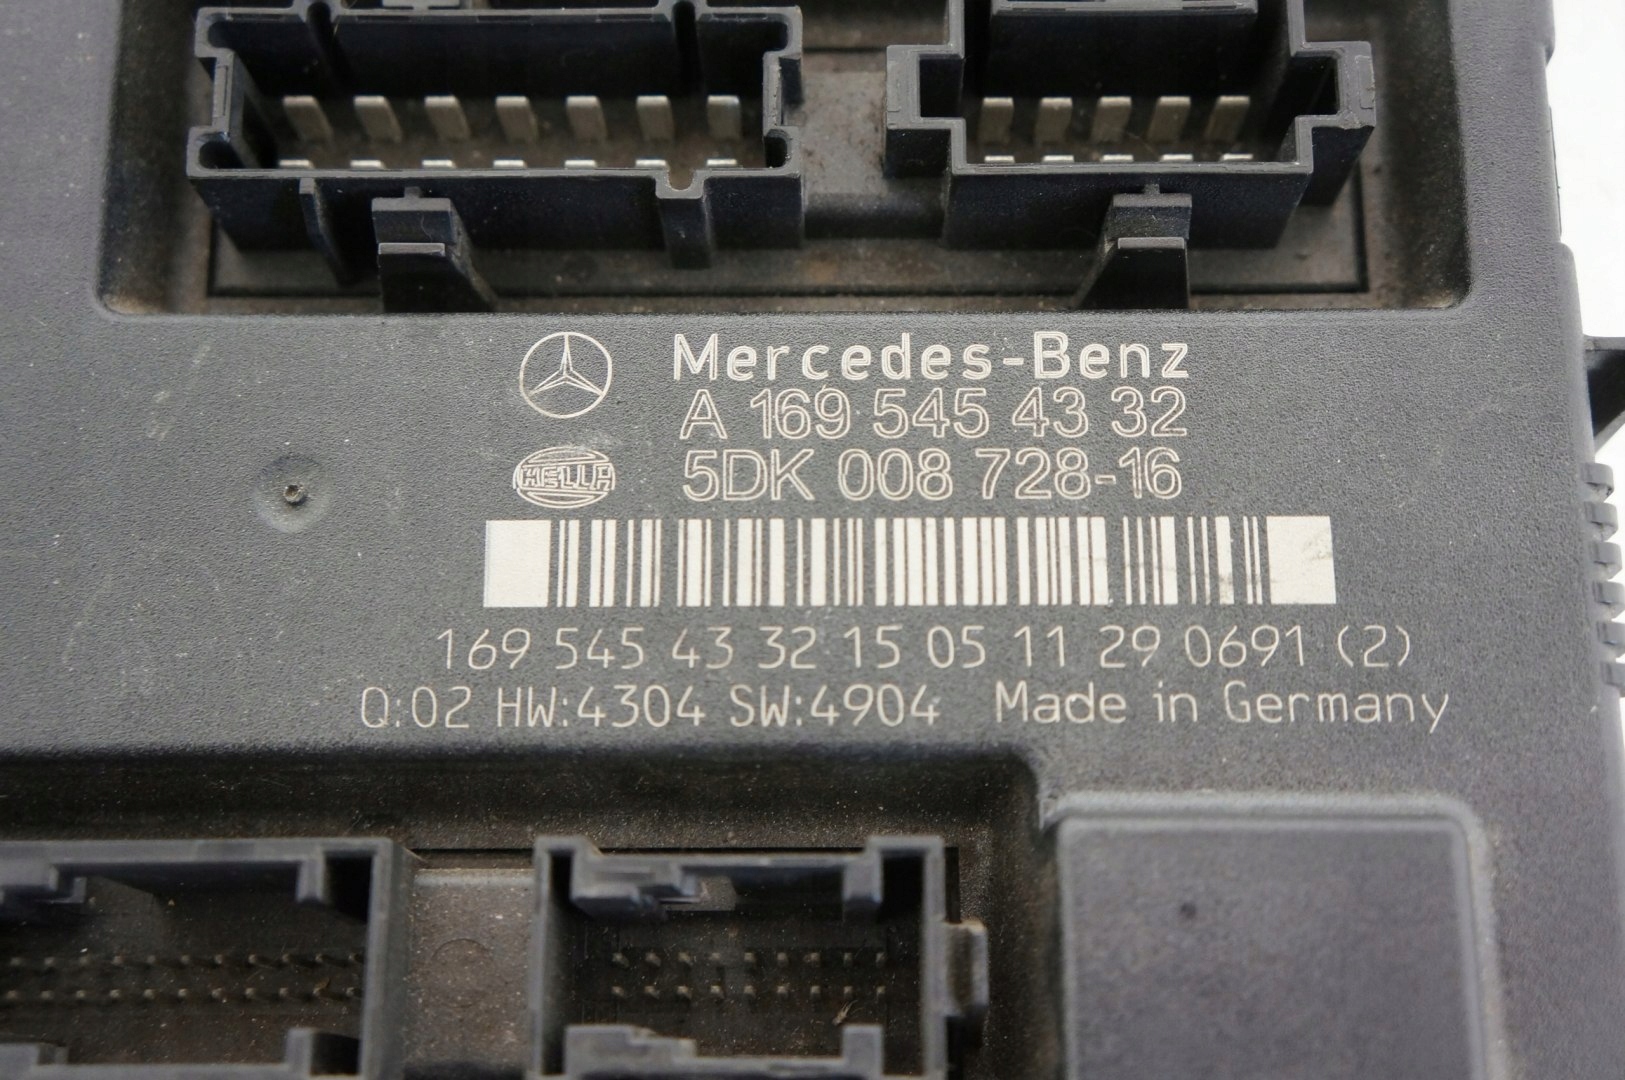 Mercedes-Benz
A 169 545 43 32
HELLA
5DK 008 728-16
169 545 43 32 15 05 11 29 0691 (2)
Q:02 HW:4304 SW:4904 Made in Germany